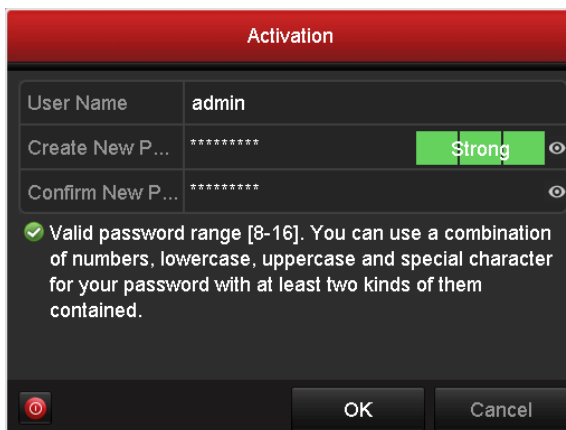 Activation
User Name admin
Create New P... ********* Strong
Confirm New P... *********
Valid password range [8-16]. You can use a combination
of numbers, lowercase, uppercase and special character
for your password with at least two kinds of them
contained.
OK Cancel